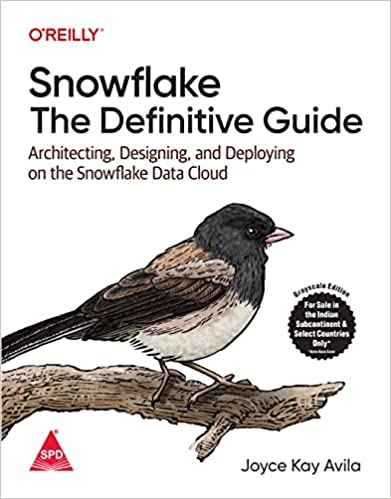 O'REILLY®
Snowflake
The Definitive Guide
Architecting, Designing, and Deploying
on the Snowflake Data Cloud
Grayscale Edition
For Sale in
the Indian
Subcontinent &
Select Countries
Only*
SPD
Joyce Kay Avila